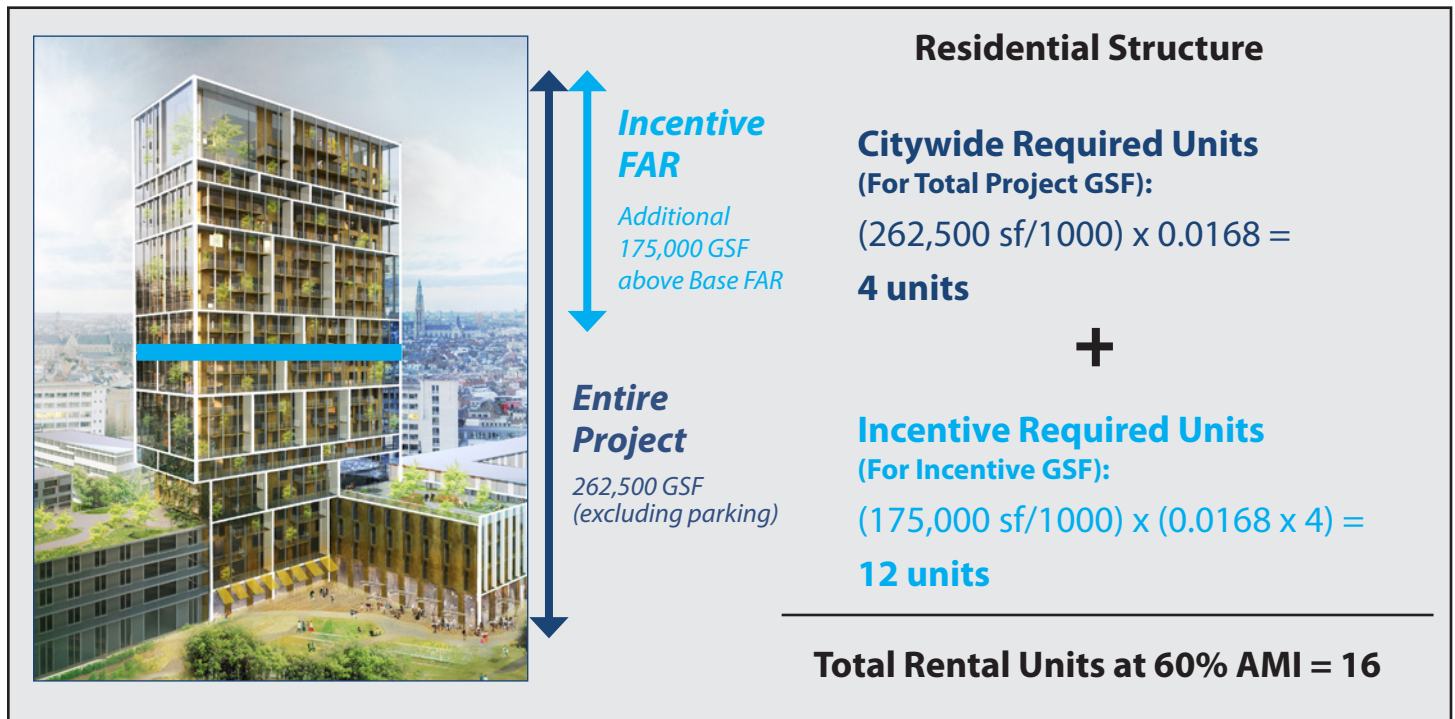 Residential Structure
Incentive
FAR
Additional
175,000 GSF
above Base FAR
Entire
Project
262,500 GSF
(excluding parking)
Citywide Required Units
(For Total Project GSF):
(262,500 sf/1000) x 0.0168 =
4 units
+
Incentive Required Units
(For Incentive GSF):
(175,000 sf/1000) x (0.0168 x 4) =
12 units
Total Rental Units at 60% AMI = 16